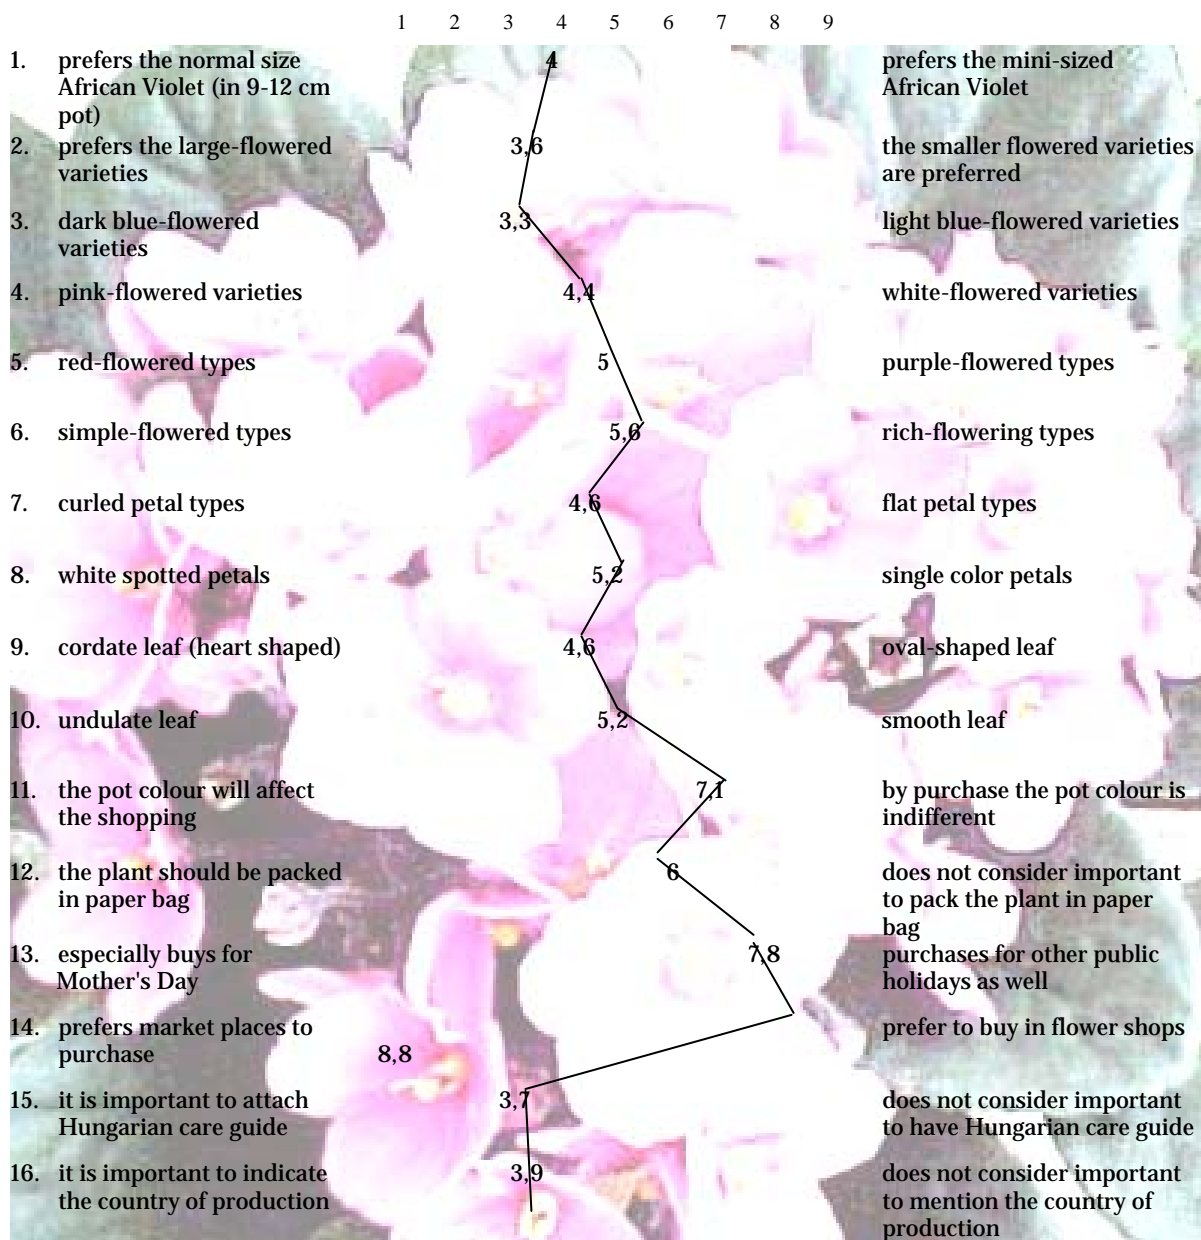 1 2 3 4 5 6 7 8 9
1. prefers the normal size 4 prefers the mini-sized
African Violet (in 9-12 cm African Violet
pot)
2. prefers the large-flowered 3,6 the smaller flowered varieties
varieties are preferred
3. dark blue-flowered 3,3 light blue-flowered varieties
varieties
4. pink-flowered varieties 4,4 white-flowered varieties
5. red-flowered types 5 purple-flowered types
6. simple-flowered types 5,6 rich-flowering types
7. curled petal types 4,6 flat petal types
8. white spotted petals 5,2 single color petals
9. cordate leaf (heart shaped) 4,6 oval-shaped leaf
10. undulate leaf 5,2 smooth leaf
11. the pot colour will affect 7,1 by purchase the pot colour is
the shopping indifferent
12. the plant should be packed 6 does not consider important
in paper bag to pack the plant in paper
bag
13. especially buys for 7,8 purchases for other public
Mother's Day holidays as well
14. prefers market places to prefer to buy in flower shops
purchase 8,8
15. it is important to attach 3,7 does not consider important
Hungarian care guide to have Hungarian care guide
16. it is important to indicate 3,9 does not consider important
the country of production to mention the country of
production